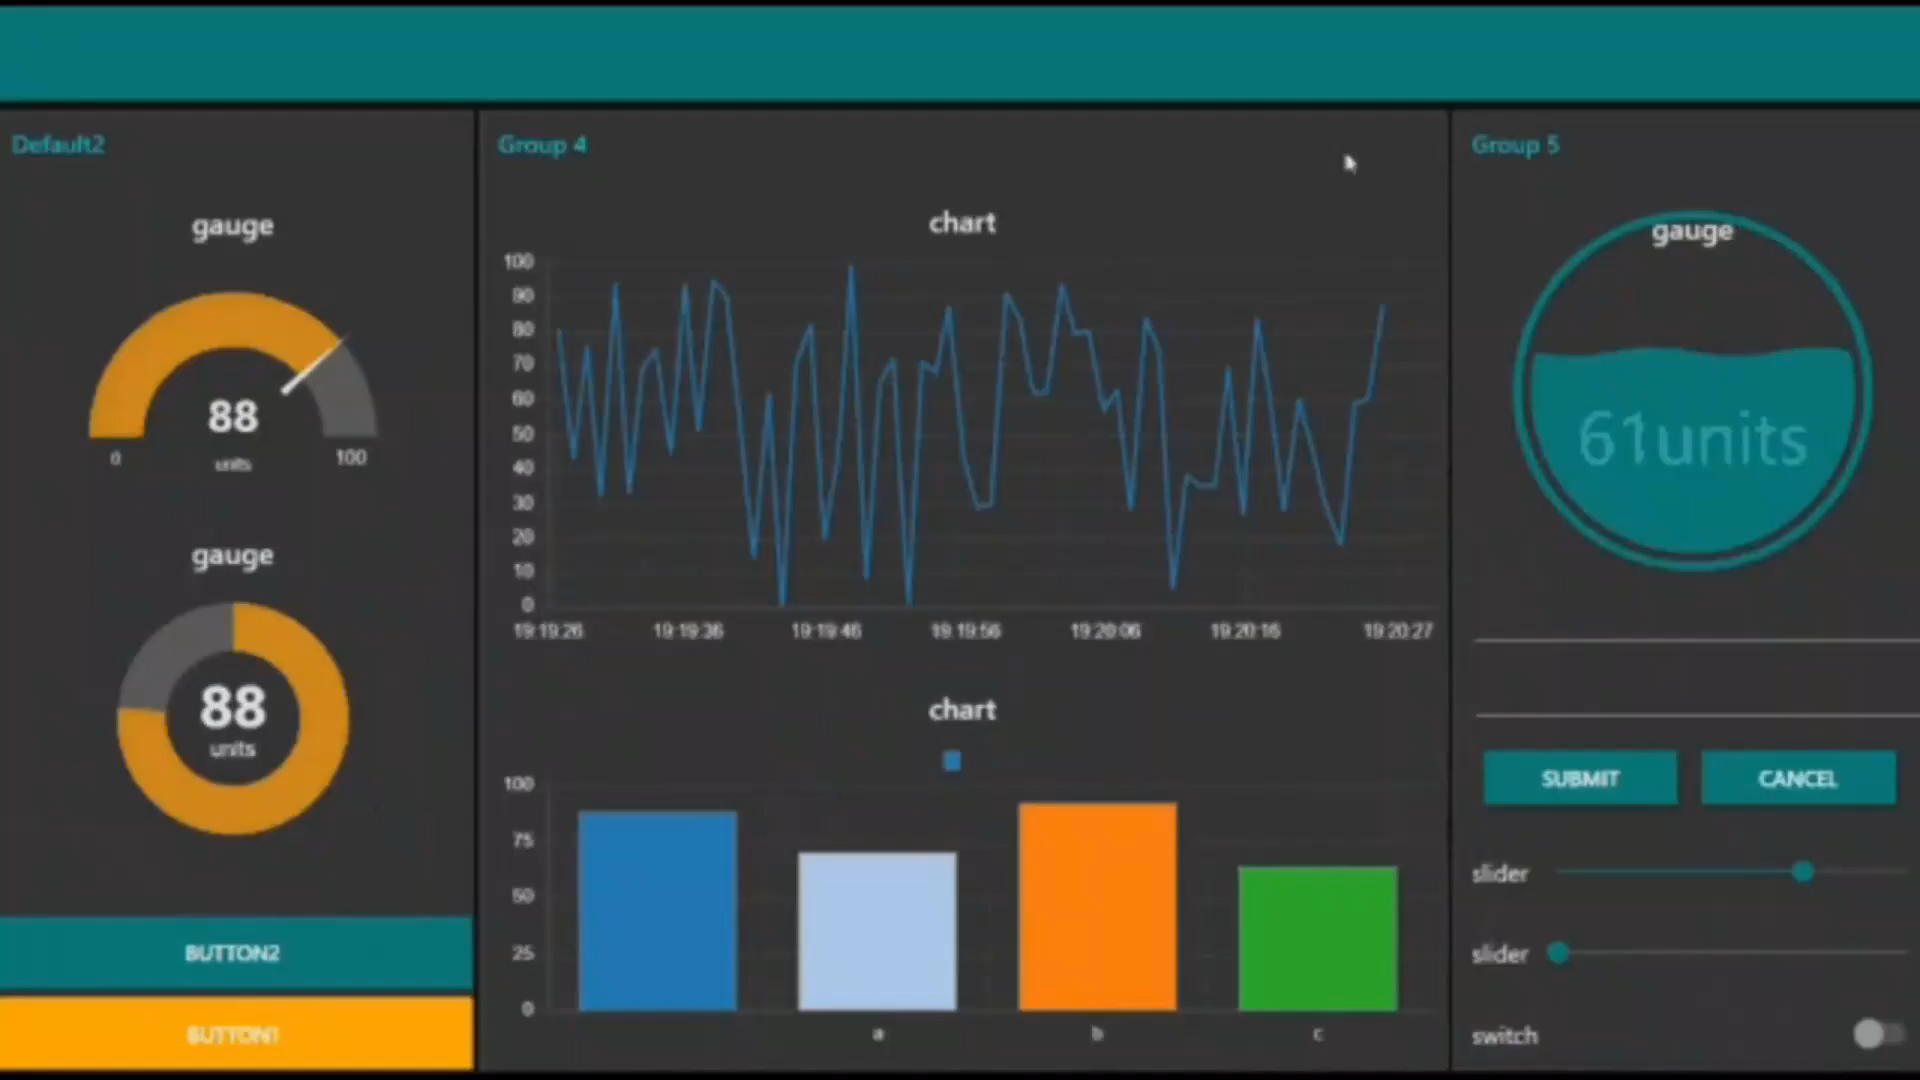 Default2
gauge
88
units
0
100
gauge
88
units
BUTTON2
BUTTON1
Group 4
chart
100
90
80
70
60
50
40
30
20
10
0
19:19:26 19:19:36 19:19:46 19:19:56 19:20:06 19:20:16 19:20:27
chart
100
75
50
25
0
a b c
Group 5
gauge
61units
SUBMIT CANCEL
slider
slider
switch